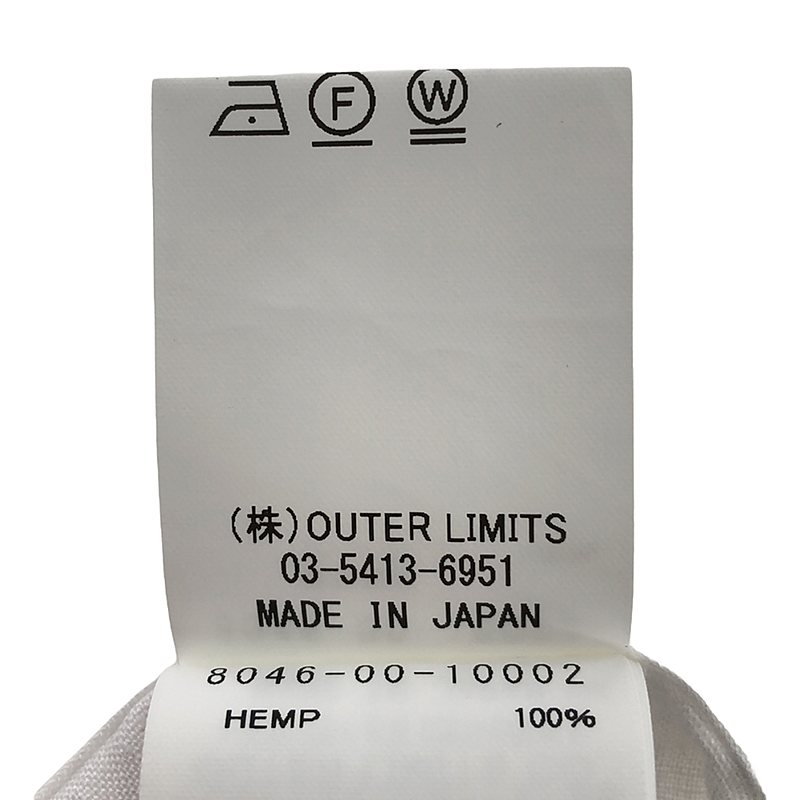 F W
(株)OUTER LIMITS
03-5413-6951
MADE IN JAPAN
8046-00-10002
HEMP 100%